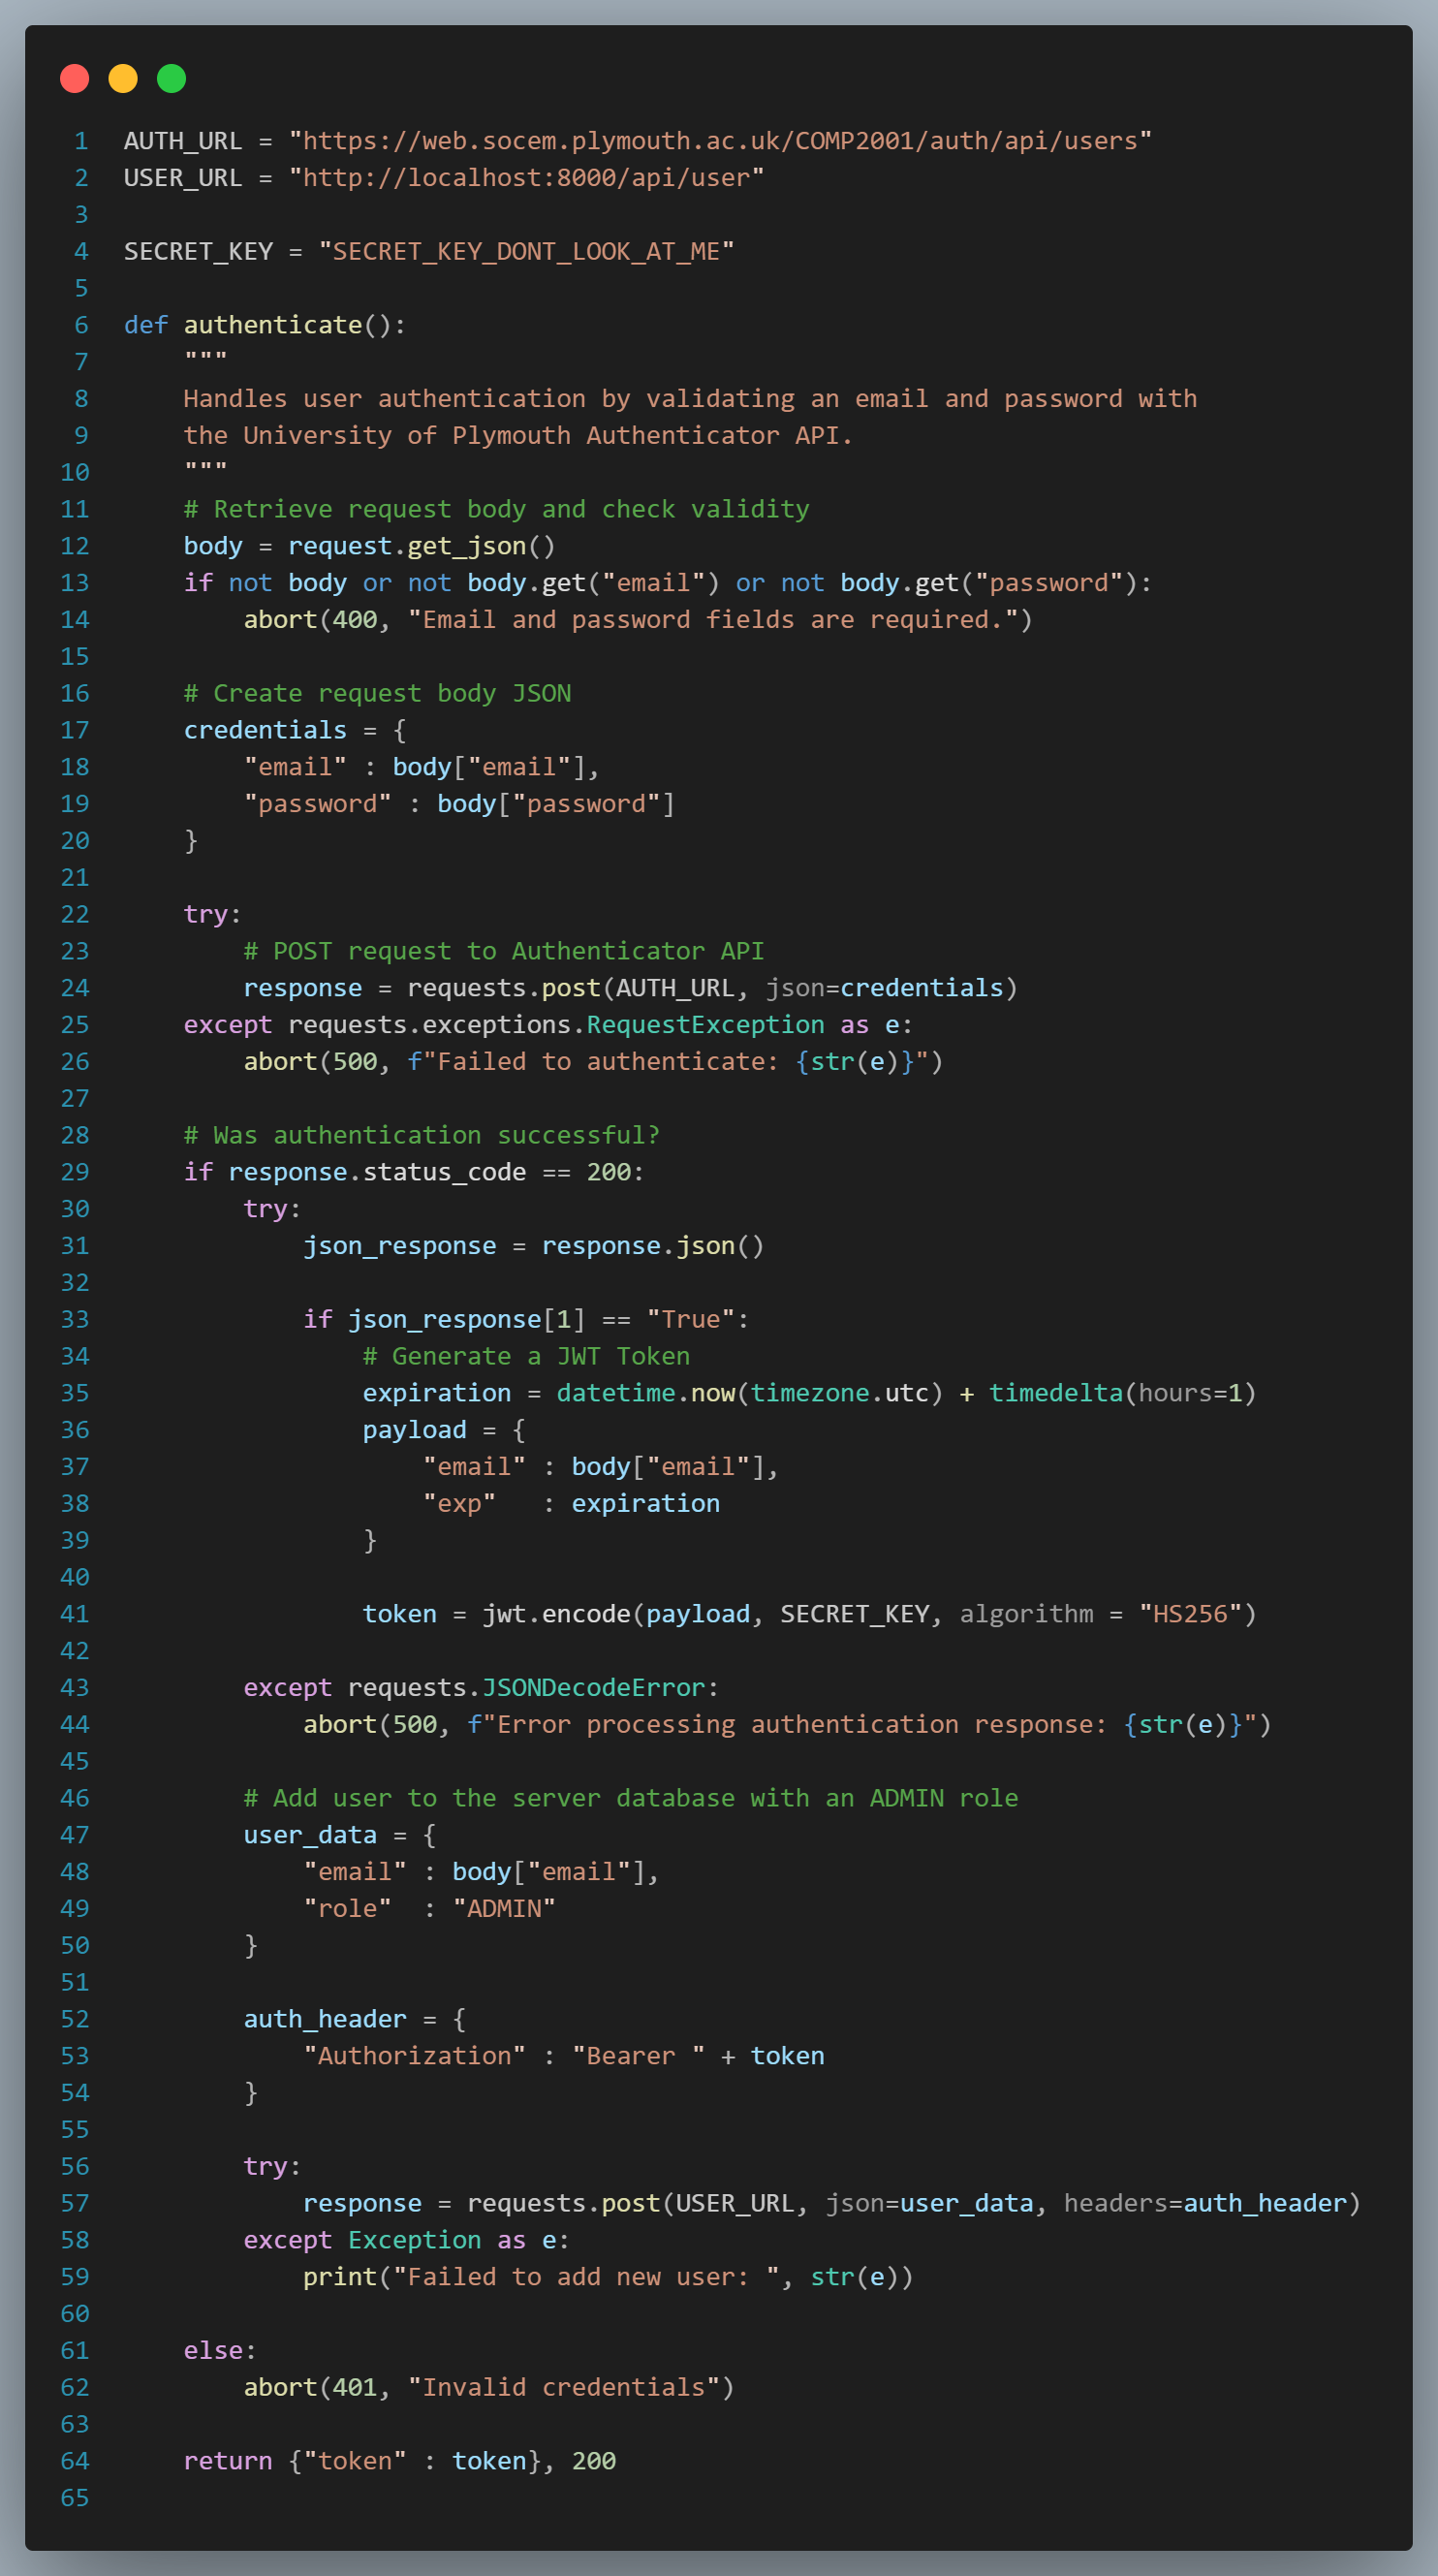 1 AUTH_URL = "https://web.socem.plymouth.ac.uk/COMP2001/auth/api/users"
2 USER_URL = "http://localhost:8000/api/user"
3
4 SECRET_KEY = "SECRET_KEY_DONT_LOOK_AT_ME"
5
6 def authenticate():
7     """
8     Handles user authentication by validating an email and password with
9     the University of Plymouth Authenticator API.
10     """
11     # Retrieve request body and check validity
12     body = request.get_json()
13     if not body or not body.get("email") or not body.get("password"):
14         abort(400, "Email and password fields are required.")
15
16     # Create request body JSON
17     credentials = {
18         "email" : body["email"],
19         "password" : body["password"]
20     }
21
22     try:
23         # POST request to Authenticator API
24         response = requests.post(AUTH_URL, json=credentials)
25     except requests.exceptions.RequestException as e:
26         abort(500, f"Failed to authenticate: {str(e)}")
27
28     # Was authentication successful?
29     if response.status_code == 200:
30         try:
31             json_response = response.json()
32
33             if json_response[1] == "True":
34                 # Generate a JWT Token
35                 expiration = datetime.now(timezone.utc) + timedelta(hours=1)
36                 payload = {
37                     "email" : body["email"],
38                     "exp"   : expiration
39                 }
40
41                 token = jwt.encode(payload, SECRET_KEY, algorithm = "HS256")
42
43         except requests.JSONDecodeError:
44             abort(500, f"Error processing authentication response: {str(e)}")
45
46         # Add user to the server database with an ADMIN role
47         user_data = {
48             "email" : body["email"],
49             "role"  : "ADMIN"
50         }
51
52         auth_header = {
53             "Authorization" : "Bearer " + token
54         }
55
56         try:
57             response = requests.post(USER_URL, json=user_data, headers=auth_header)
58         except Exception as e:
59             print("Failed to add new user: ", str(e))
60
61     else:
62         abort(401, "Invalid credentials")
63
64     return {"token" : token}, 200
65